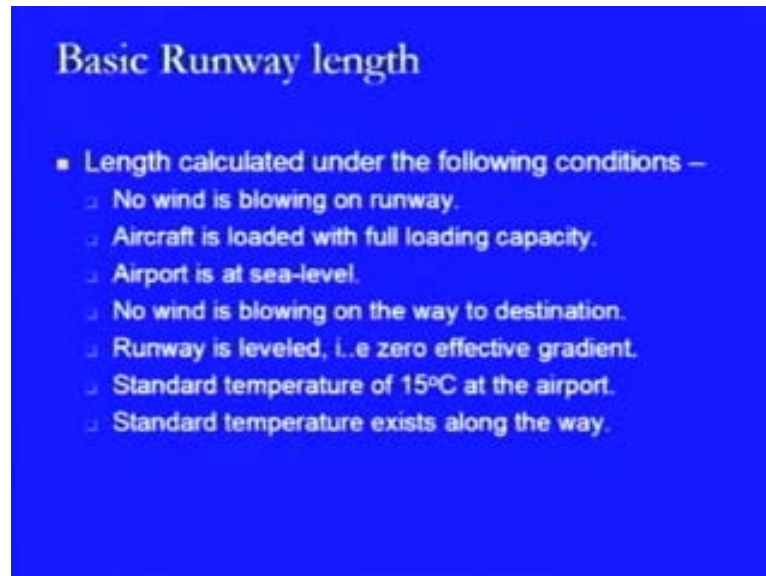 Basic Runway length
Length calculated under the following conditions –
No wind is blowing on runway.
Aircraft is loaded with full loading capacity.
Airport is at sea-level.
No wind is blowing on the way to destination.
Runway is leveled, i..e zero effective gradient.
Standard temperature of 15ºC at the airport.
Standard temperature exists along the way.